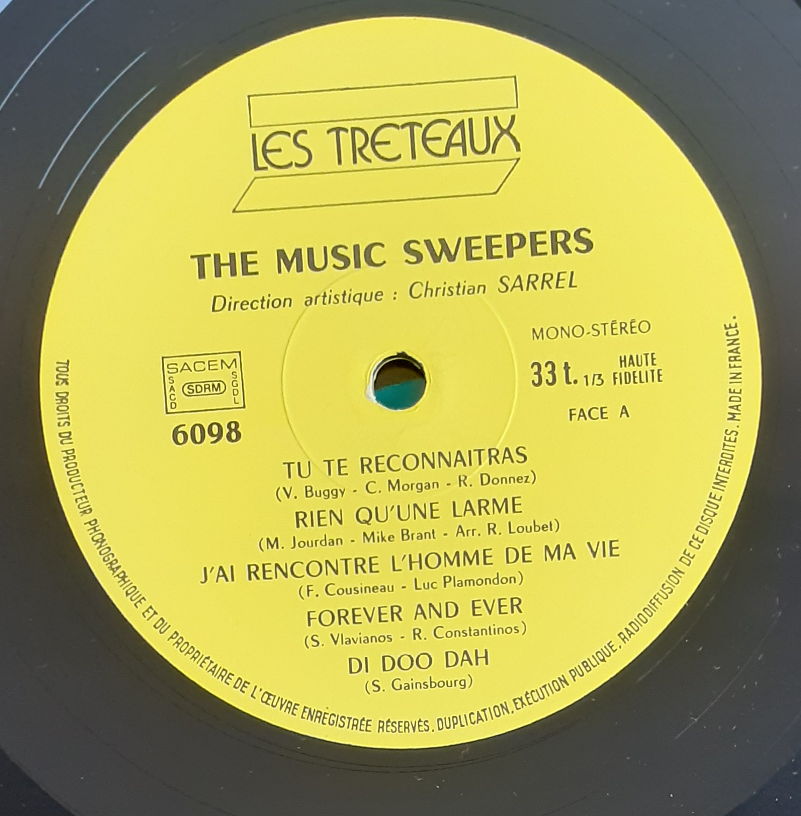 LES TRETEAUX
THE MUSIC SWEEPERS
Direction artistique : Christian SARREL
MONO-STÉRÉO
33 t. 1/3 HAUTE FIDELITE
FACE A
SACEM
SACD SDRM SGDL
6098
TU TE RECONNAITRAS
(V. Buggy - C. Morgan - R. Donnez)
RIEN QU'UNE LARME
(M. Jourdan - Mike Brant - Arr. R. Loubet)
J'AI RENCONTRE L'HOMME DE MA VIE
(F. Cousineau - Luc Plamondon)
FOREVER AND EVER
(S. Vlavianos - R. Constantinos)
DI DOO DAH
(S. Gainsbourg)
TOUS DROITS DU PRODUCTEUR PHONOGRAPHIQUE ET DU PROPRIÉTAIRE DE L'ŒUVRE ENREGISTRÉE RÉSERVÉS. DUPLICATION, EXÉCUTION PUBLIQUE, RADIODIFFUSION DE CE DISQUE INTERDITES. MADE IN FRANCE.